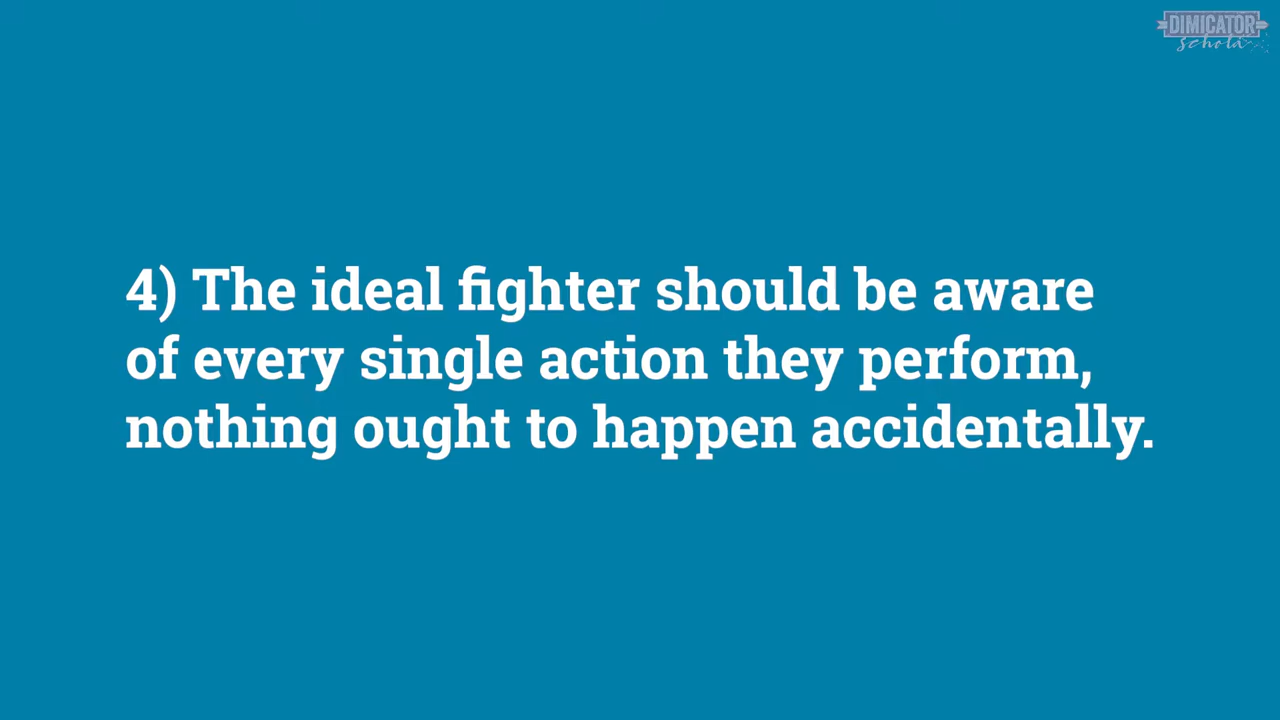 DIMICATOR
schola
4) The ideal fighter should be aware
of every single action they perform,
nothing ought to happen accidentally.